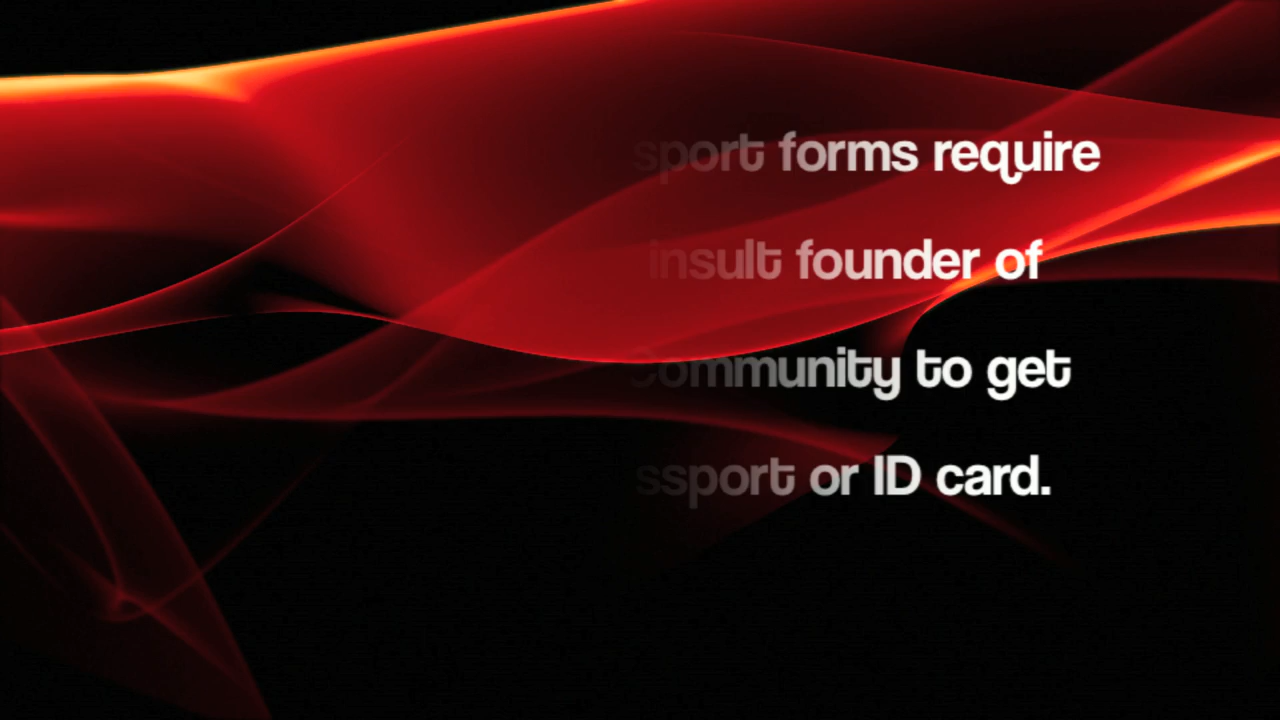 sport forms require
insult founder of
Community to get
ssport or ID card.